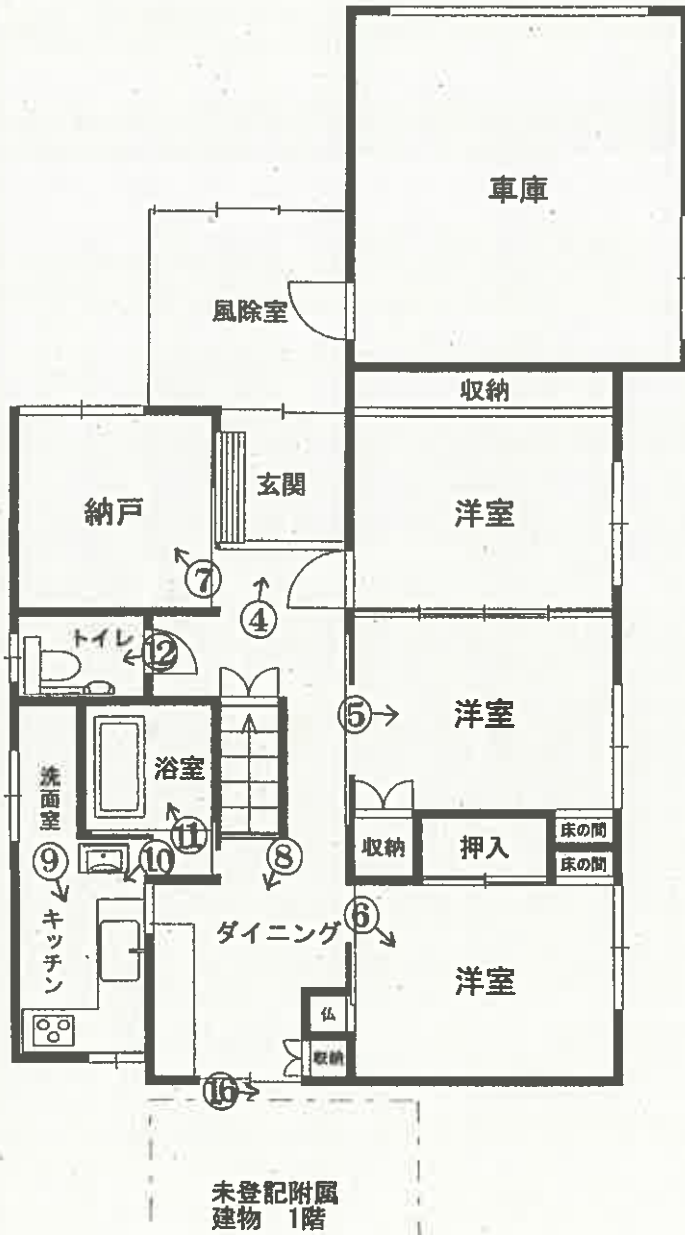 車庫
風除室
収納
玄関
納戸
洋室
⑦
④
トイレ
⑫
⑤
洋室
洗面室
浴室
⑪
収納
押入
床の間
床の間
⑨
⑩
⑧
キッチン
ダイニング
⑥
洋室
仏
収納
⑯
未登記附属
建物 1階